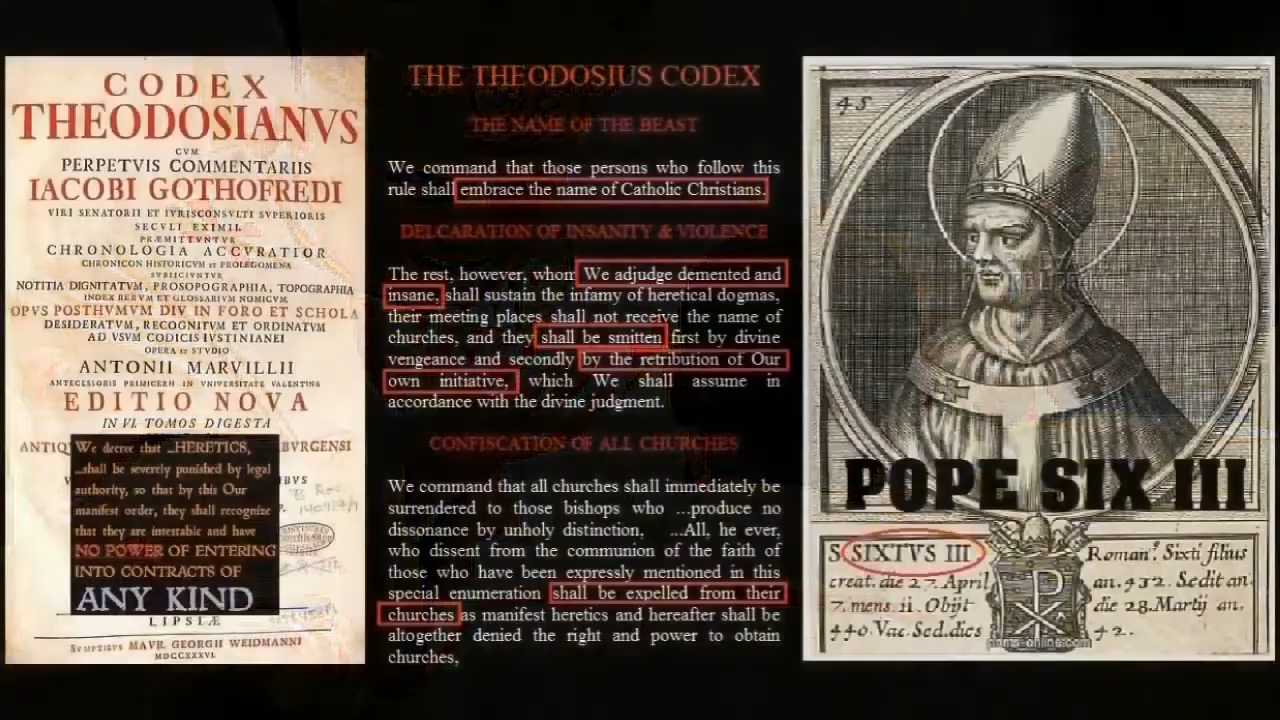 CODEX
THEODOSIANVS
CVM
PERPETVIS COMMENTARIIS
IACOBI GOTHOFREDI
VIRI SENATORII ET IVRISCONSVLTI SVPERIORIS
SECVLI EXIMII.
PRÆMITTVNTVR
CHRONOLOGIA ACCVRATIOR
CHRONICON HISTORICVM ET PROLEGOMENA
SVBIICIVNTVR
NOTITIA DIGNITATVM, PROSOPOGRAPHIA, TOPOGRAPHIA
INDEX RERVM ET GLOSSARIVM NOMICVM
OPVS POSTHVMVM DIV IN FORO ET SCHOLA
DESIDERATVM, RECOGNITVM ET ORDINATVM
AD VSVM CODICIS IVSTINIANEI
OPERA ET STVDIO
ANTONII MARVILLII
ANTECESSORIS PRIMICERII IN VNIVERSITATE VALENTINA
EDITIO NOVA
IN VI. TOMOS DIGESTA
We decree that ...HERETICS,
...shall be severely punished by legal
authority, so that by this Our
manifest order, they shall recognize
that they are intestable and have
NO POWER OF ENTERING
INTO CONTRACTS OF
ANY KIND
LIPSIÆ
SVMPTIBVS MAVR. GEORGII WEIDMANNI
MDCCXXXVI.
THE THEODOSIUS CODEX
THE NAME OF THE BEAST
We command that those persons who follow this
rule shall embrace the name of Catholic Christians.
DELCARATION OF INSANITY & VIOLENCE
The rest, however, whom We adjudge demented and
insane, shall sustain the infamy of heretical dogmas,
their meeting places shall not receive the name of
churches, and they shall be smitten first by divine
vengeance and secondly by the retribution of Our
own initiative, which We shall assume in
accordance with the divine judgment.
CONFISCATION OF ALL CHURCHES
We command that all churches shall immediately be
surrendered to those bishops who ...produce no
dissonance by unholy distinction, ...All, he ever,
who dissent from the communion of the faith of
those who have been expressly mentioned in this
special enumeration shall be expelled from their
churches as manifest heretics and hereafter shall be
altogether denied the right and power to obtain
churches,
45
POPE SIX III
S SIXTVS III
Roman.⁹ Sixti filius
creat. die 27. April
an. 432. Sedit an.
7. mens. ii. Obijt
die 28. Martij an.
440. Vac. Sed. dies
42.